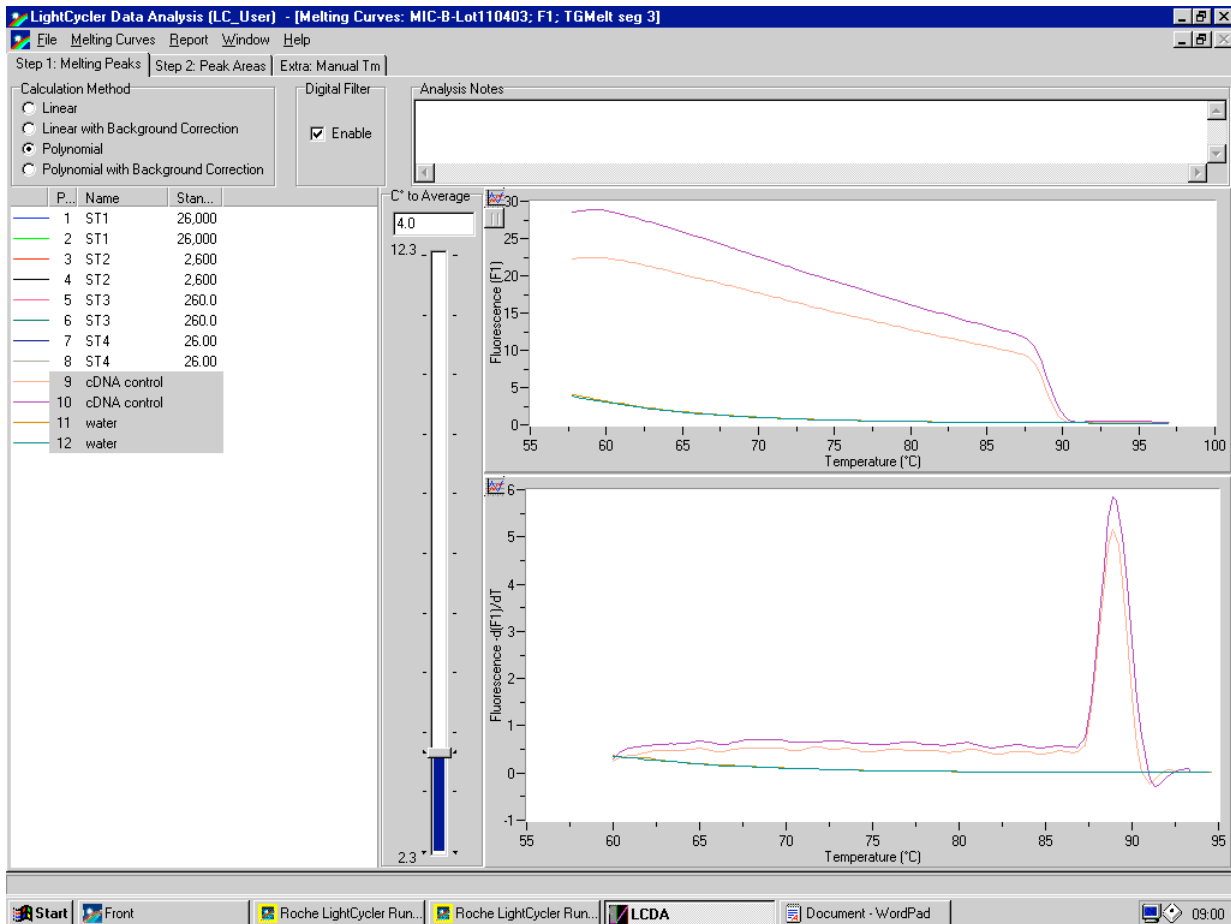 LightCycler Data Analysis (LC_User) - [Melting Curves: MIC-B-Lot110403; F1; TGMelt seg 3]
File Melting Curves Report Window Help
Step 1: Melting Peaks Step 2: Peak Areas Extra: Manual Tm
Calculation Method
Linear
Linear with Background Correction
Polynomial
Polynomial with Background Correction
Digital Filter
Enable
Analysis Notes
P... Name Stan...
1 ST1 26,000
2 ST1 26,000
3 ST2 2,600
4 ST2 2,600
5 ST3 260.0
6 ST3 260.0
7 ST4 26.00
8 ST4 26.00
9 cDNA control
10 cDNA control
11 water
12 water
C° to Average
4.0
12.3
2.3
Fluorescence (F1)
30
25
20
15
10
5
0
55 60 65 70 75 80 85 90 95 100
Temperature (°C)
Fluorescence -d(F1)/dT
6
5
4
3
2
1
0
-1
55 60 65 70 75 80 85 90 95
Temperature (°C)
Start Front Roche LightCycler Run... Roche LightCycler Run... LCDA Document - WordPad 09:09